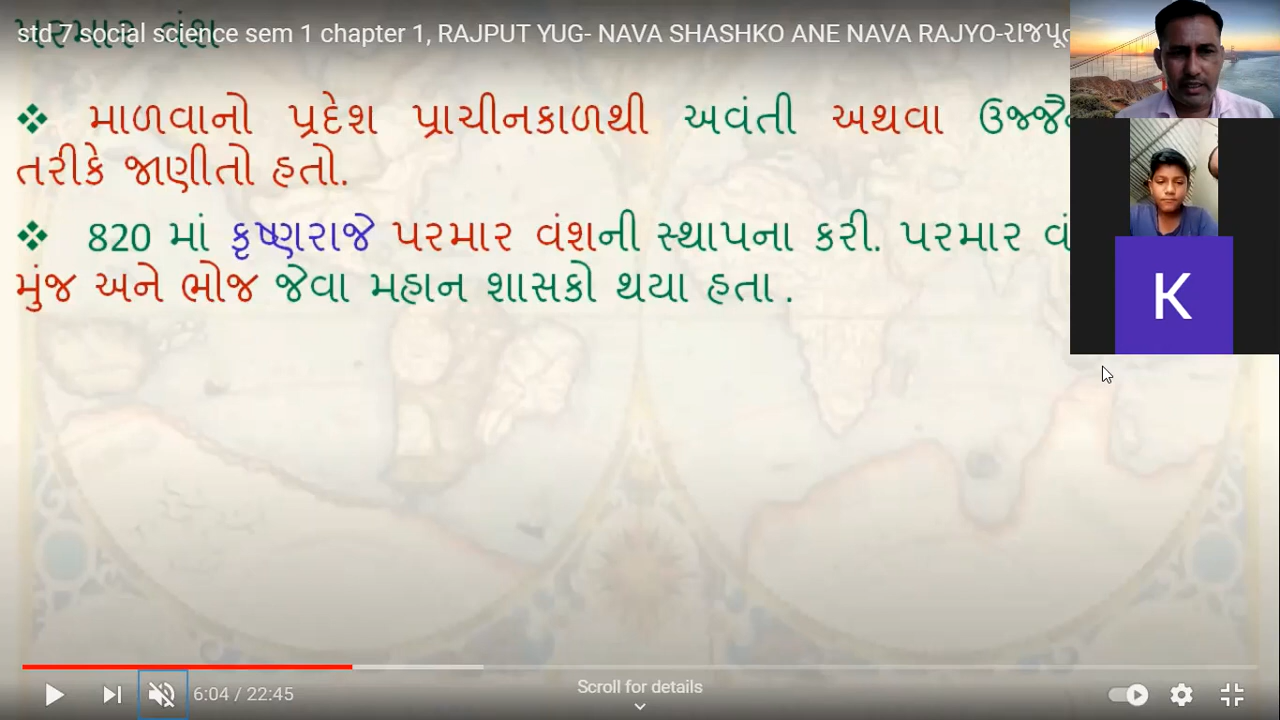 પરમાર વંશ
std 7 social science sem 1 chapter 1, RAJPUT YUG- NAVA SHASHKO ANE NAVA RAJYO-
માળવાનો પ્રદેશ પ્રાચીનકાળથી અવંતી અથવા
તરીકે જાણીતો હતો.
820 માં કૃષ્ણરાજે પરમાર વંશની સ્થાપના કરી. પરમાર
મુંજ અને ભોજ જેવા મહાન શાસકો થયા હતા .
K
6:04 / 22:45
Scroll for details